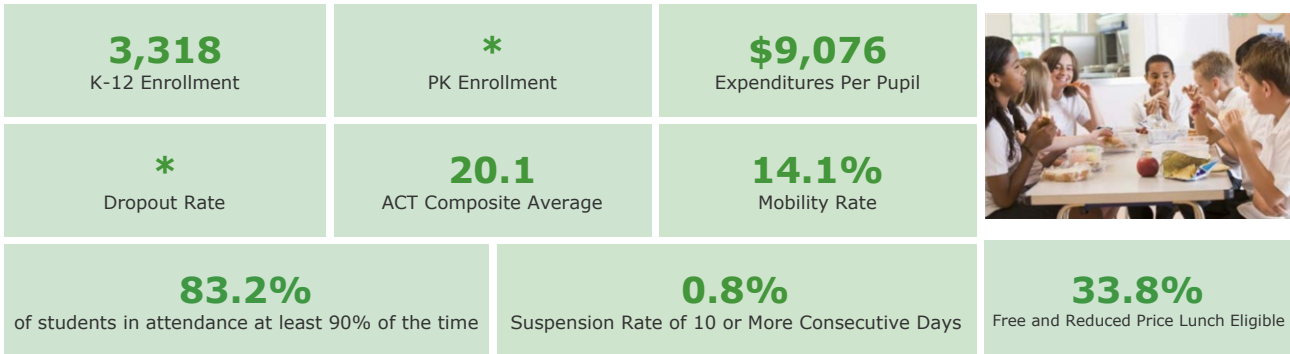 3,318
K-12 Enrollment
*
PK Enrollment
$9,076
Expenditures Per Pupil
*
Dropout Rate
20.1
ACT Composite Average
14.1%
Mobility Rate
83.2%
of students in attendance at least 90% of the time
0.8%
Suspension Rate of 10 or More Consecutive Days
33.8%
Free and Reduced Price Lunch Eligible